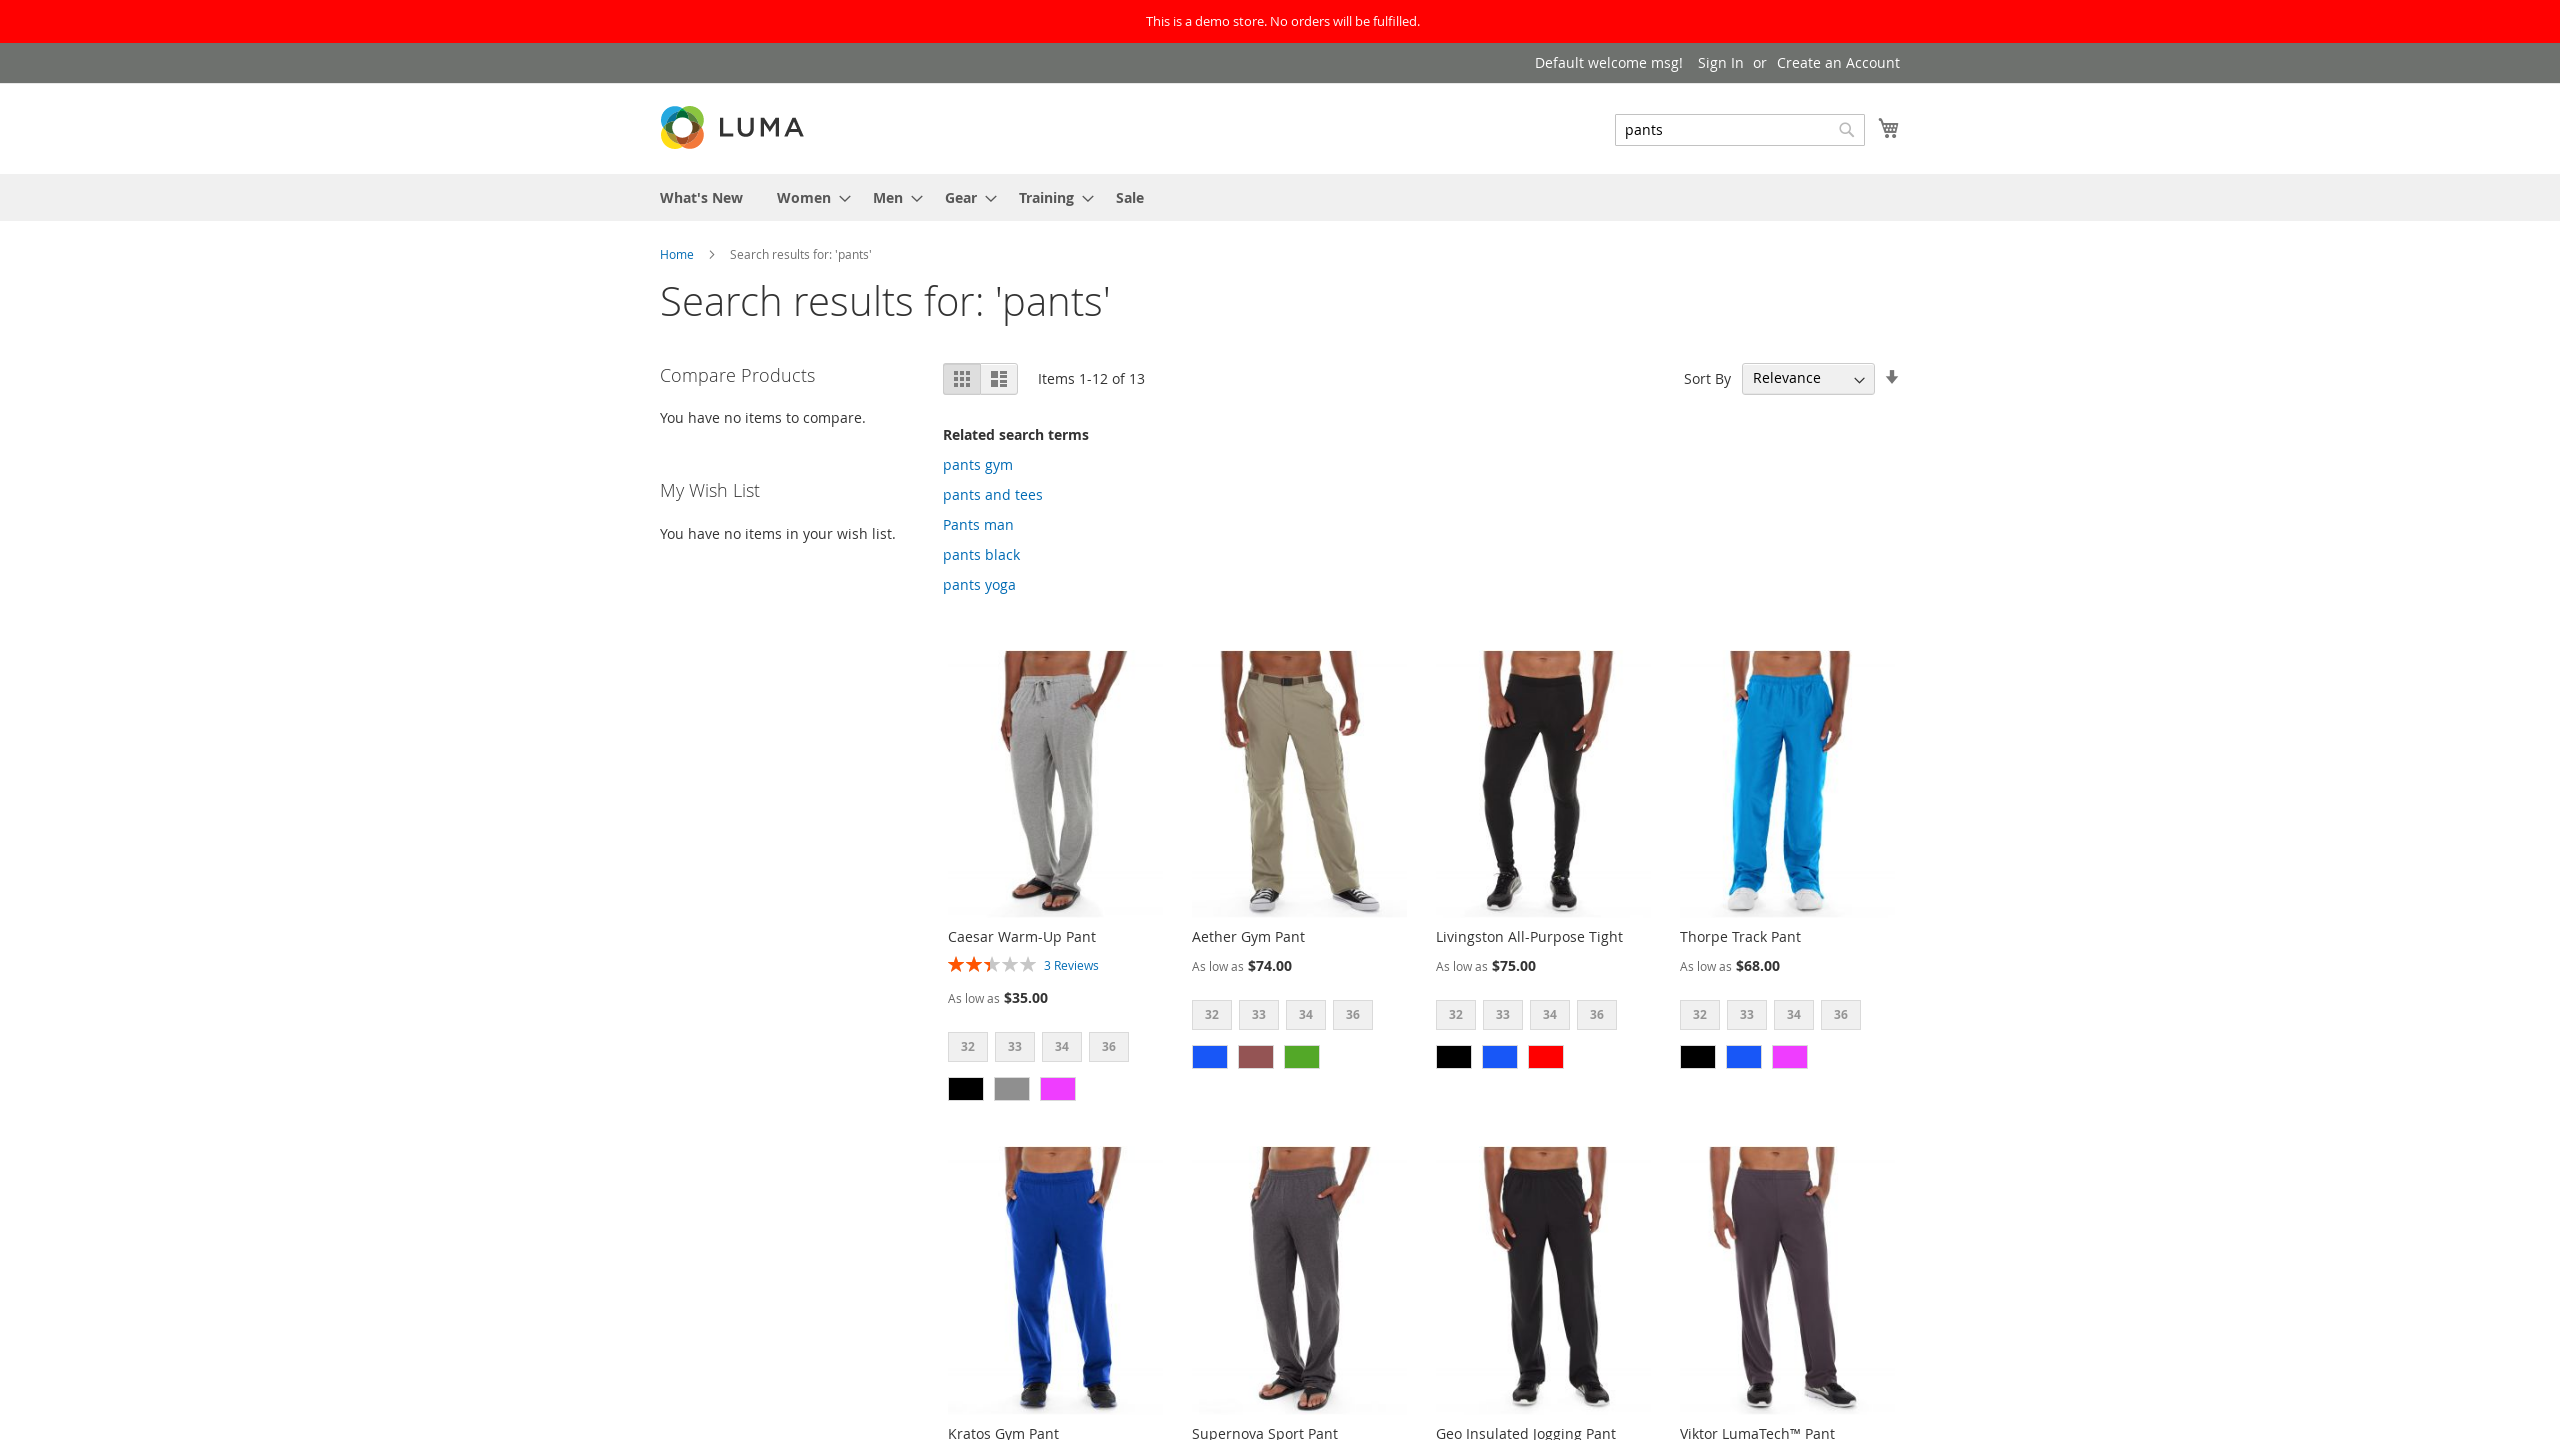 This is a demo store. No orders will be fulfilled.
Default welcome msg! Sign In or Create an Account
LUMA
pants
What's New Women Men Gear Training Sale
Home Search results for: 'pants'
Search results for: 'pants'
Compare Products
You have no items to compare.
My Wish List
You have no items in your wish list.
Items 1-12 of 13
Sort By Relevance
Related search terms
pants gym
pants and tees
Pants man
pants black
pants yoga
Caesar Warm-Up Pant
3 Reviews
As low as $35.00
32 33 34 36
Aether Gym Pant
As low as $74.00
32 33 34 36
Livingston All-Purpose Tight
As low as $75.00
32 33 34 36
Thorpe Track Pant
As low as $68.00
32 33 34 36
Kratos Gym Pant
Supernova Sport Pant
Geo Insulated Jogging Pant
Viktor LumaTech™ Pant